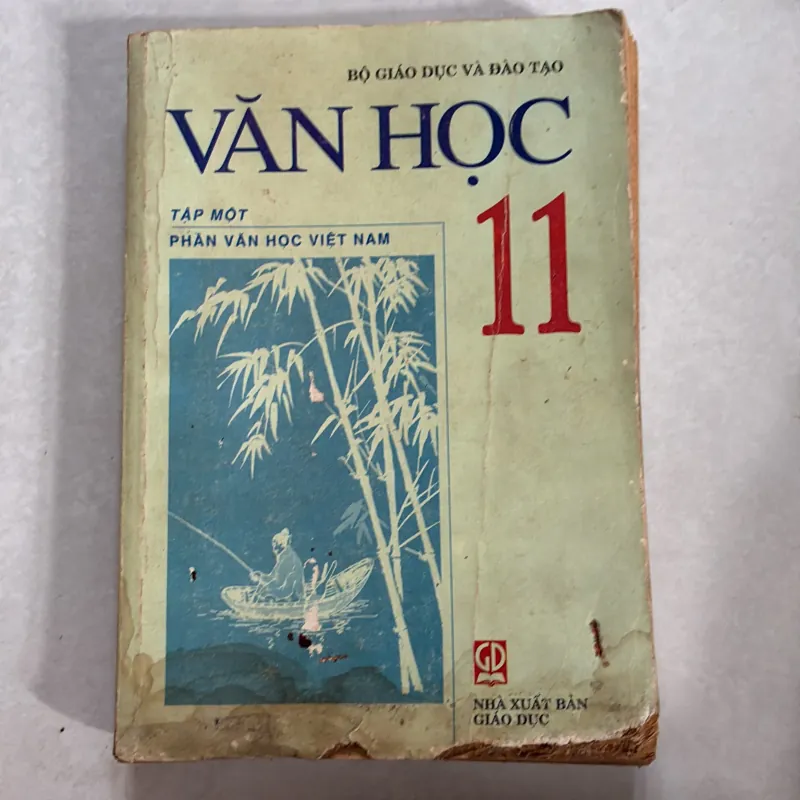 BỘ GIÁO DỤC VÀ ĐÀO TẠO
VĂN HỌC
11
TẬP MỘT
PHẦN VĂN HỌC VIỆT NAM
GD
NHÀ XUẤT BẢN
GIÁO DỤC